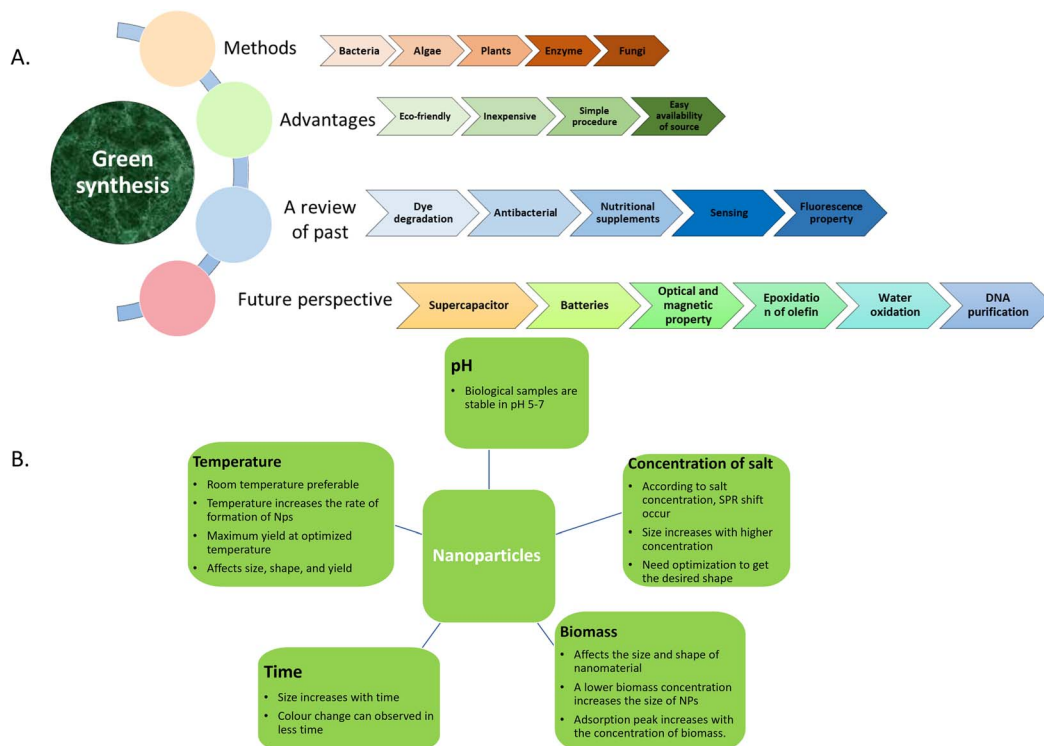 A.
Methods
Bacteria
Algae
Plants
Enzyme
Fungi
Green
synthesis
Advantages
Eco-friendly
Inexpensive
Simple
procedure
Easy
availability
of source
A review
of past
Dye
degradation
Antibacterial
Nutritional
supplements
Sensing
Fluorescence
property
Future perspective
Supercapacitor
Batteries
Optical and
magnetic
property
Epoxidatio
n of olefin
Water
oxidation
DNA
purification
B.
pH
• Biological samples are
stable in pH 5-7
Temperature
• Room temperature preferable
• Temperature increases the rate of
formation of Nps
• Maximum yield at optimized
temperature
• Affects size, shape, and yield
Nanoparticles
Concentration of salt
• According to salt
concentration, SPR shift
occur
• Size increases with higher
concentration
• Need optimization to get
the desired shape
Time
• Size increases with time
• Colour change can observed in
less time
Biomass
• Affects the size and shape of
nanomaterial
• A lower biomass concentration
increases the size of NPs
• Adsorption peak increases with
the concentration of biomass.